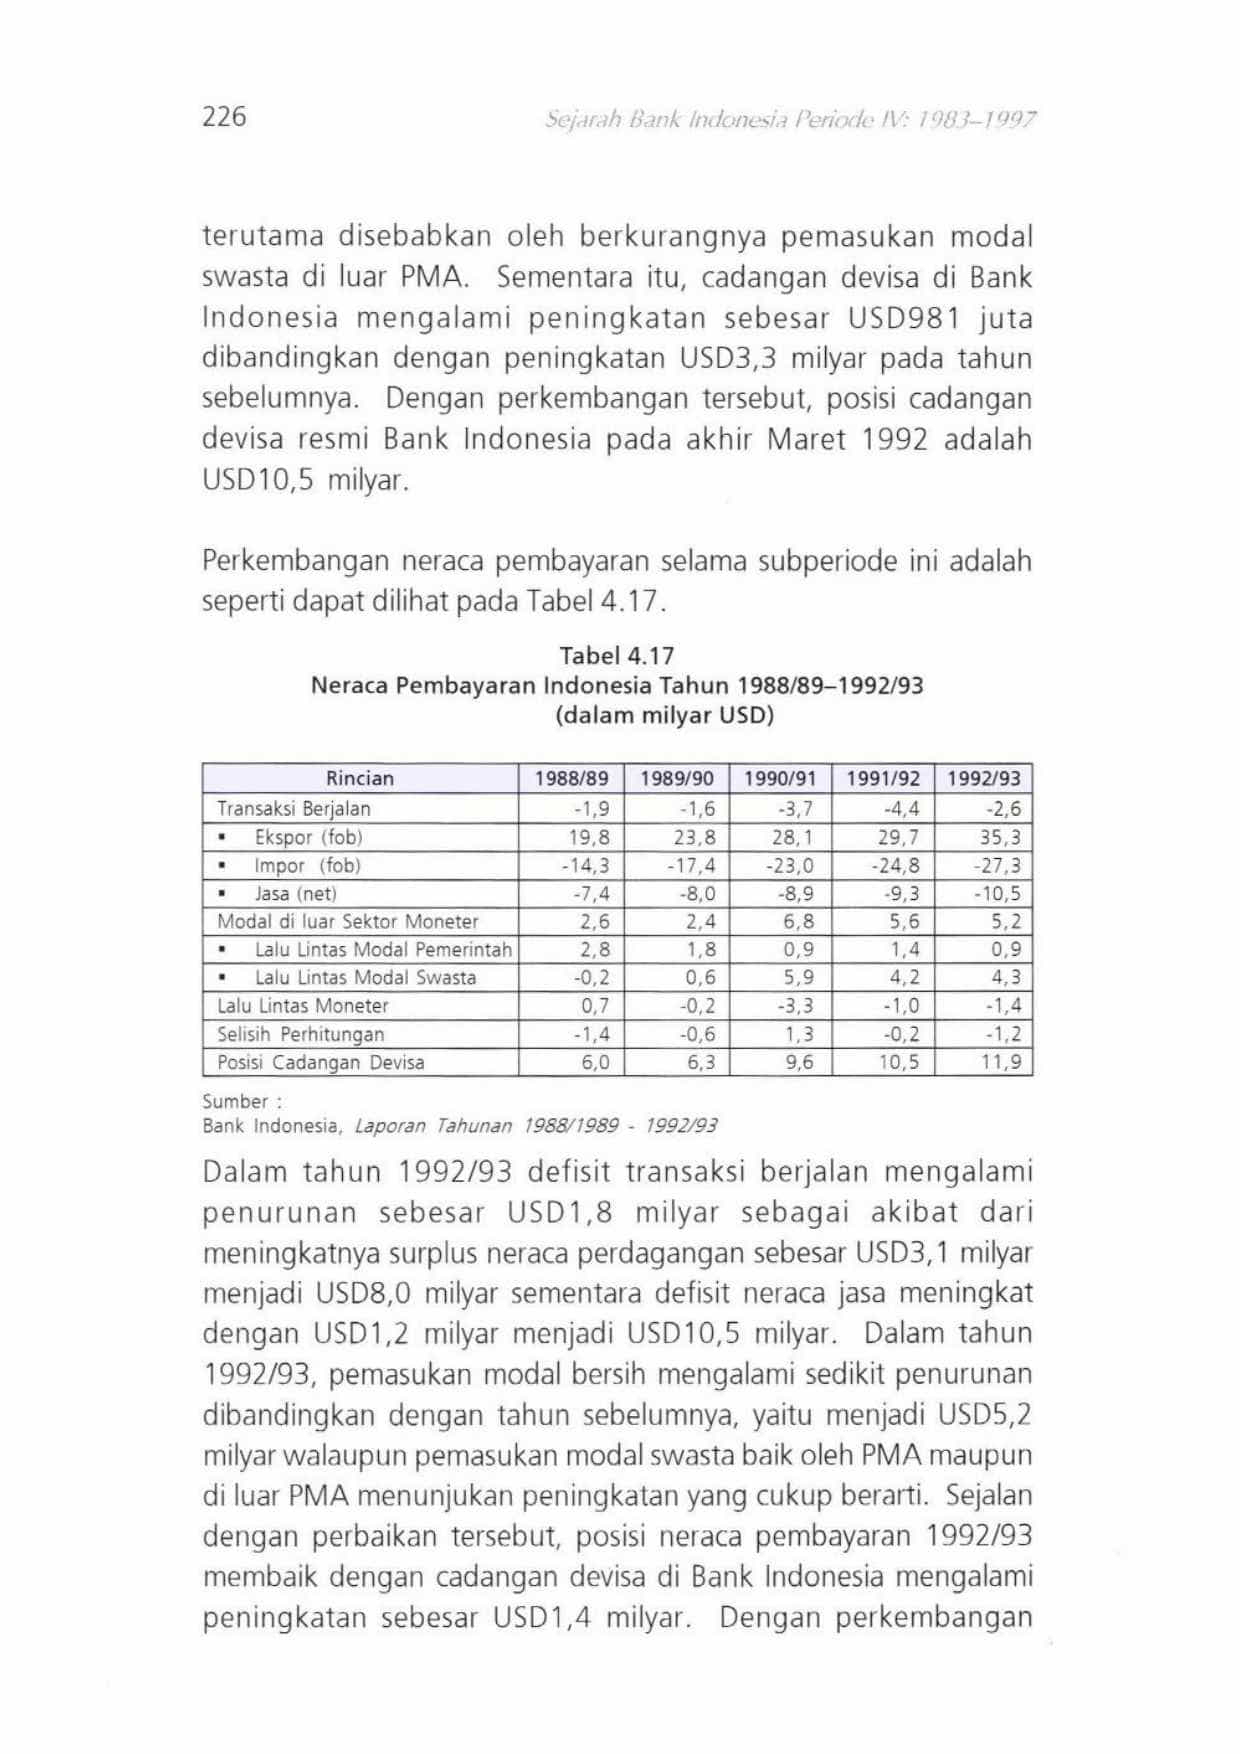 226 Sejarah Bank Indonesia Periode IV: 1983–1997
terutama disebabkan oleh berkurangnya pemasukan modal
swasta di luar PMA. Sementara itu, cadangan devisa di Bank
Indonesia mengalami peningkatan sebesar USD981 juta
dibandingkan dengan peningkatan USD3,3 milyar pada tahun
sebelumnya. Dengan perkembangan tersebut, posisi cadangan
devisa resmi Bank Indonesia pada akhir Maret 1992 adalah
USD10,5 milyar.
Perkembangan neraca pembayaran selama subperiode ini adalah
seperti dapat dilihat pada Tabel 4.17.
Tabel 4.17
Neraca Pembayaran Indonesia Tahun 1988/89–1992/93
(dalam milyar USD)
Rincian 1988/89 1989/90 1990/91 1991/92 1992/93
Transaksi Berjalan -1,9 -1,6 -3,7 -4,4 -2,6
▪ Ekspor (fob) 19,8 23,8 28,1 29,7 35,3
▪ Impor (fob) -14,3 -17,4 -23,0 -24,8 -27,3
▪ Jasa (net) -7,4 -8,0 -8,9 -9,3 -10,5
Modal di luar Sektor Moneter 2,6 2,4 6,8 5,6 5,2
▪ Lalu Lintas Modal Pemerintah 2,8 1,8 0,9 1,4 0,9
▪ Lalu Lintas Modal Swasta -0,2 0,6 5,9 4,2 4,3
Lalu Lintas Moneter 0,7 -0,2 -3,3 -1,0 -1,4
Selisih Perhitungan -1,4 -0,6 1,3 -0,2 -1,2
Posisi Cadangan Devisa 6,0 6,3 9,6 10,5 11,9
Sumber :
Bank Indonesia, Laporan Tahunan 1988/1989 - 1992/93
Dalam tahun 1992/93 defisit transaksi berjalan mengalami
penurunan sebesar USD1,8 milyar sebagai akibat dari
meningkatnya surplus neraca perdagangan sebesar USD3,1 milyar
menjadi USD8,0 milyar sementara defisit neraca jasa meningkat
dengan USD1,2 milyar menjadi USD10,5 milyar. Dalam tahun
1992/93, pemasukan modal bersih mengalami sedikit penurunan
dibandingkan dengan tahun sebelumnya, yaitu menjadi USD5,2
milyar walaupun pemasukan modal swasta baik oleh PMA maupun
di luar PMA menunjukan peningkatan yang cukup berarti. Sejalan
dengan perbaikan tersebut, posisi neraca pembayaran 1992/93
membaik dengan cadangan devisa di Bank Indonesia mengalami
peningkatan sebesar USD1,4 milyar. Dengan perkembangan